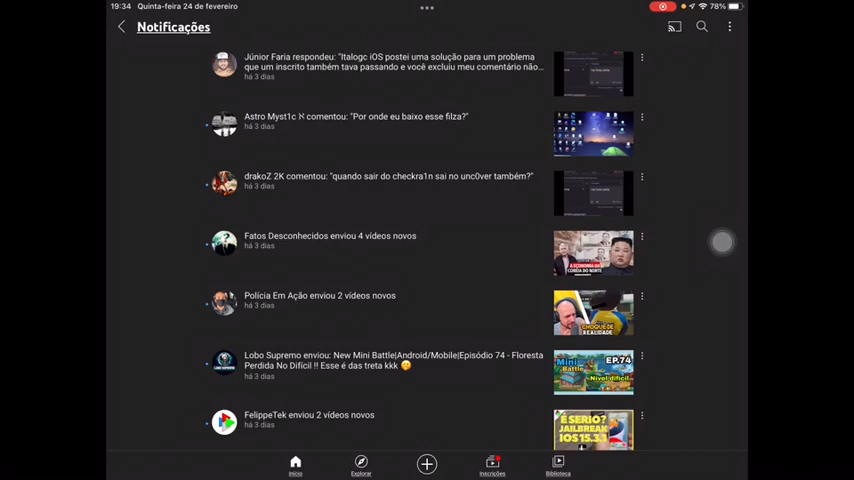 19:34 Quinta-feira 24 de fevereiro 78%
Notificações
Júnior Faria respondeu: "Italogc iOS postei uma solução para um problema
que um inscrito também tava passando e você excluiu meu comentário não...
há 3 dias
Astro Myst1c ꓘ comentou: "Por onde eu baixo esse filza?"
há 3 dias
drakoZ 2K comentou: "quando sair do checkra1n sai no unc0ver também?"
há 3 dias
Fatos Desconhecidos enviou 4 vídeos novos
há 3 dias
A ECONOMIA DA
COREIA DO NORTE
Polícia Em Ação enviou 2 vídeos novos
há 3 dias
CHOQUE DE
REALIDADE
Lobo Supremo enviou: New Mini Battle|Android/Mobile|Episódio 74 - Floresta
Perdida No Difícil !! Esse é das treta kkk 🤭
há 3 dias
Mini
Battle
EP.74
Nível difícil
FelippeTek enviou 2 vídeos novos
há 3 dias
É SERIO?
JAILBREAK
IOS 15.3.1
Início
Explorar
Inscrições
Biblioteca